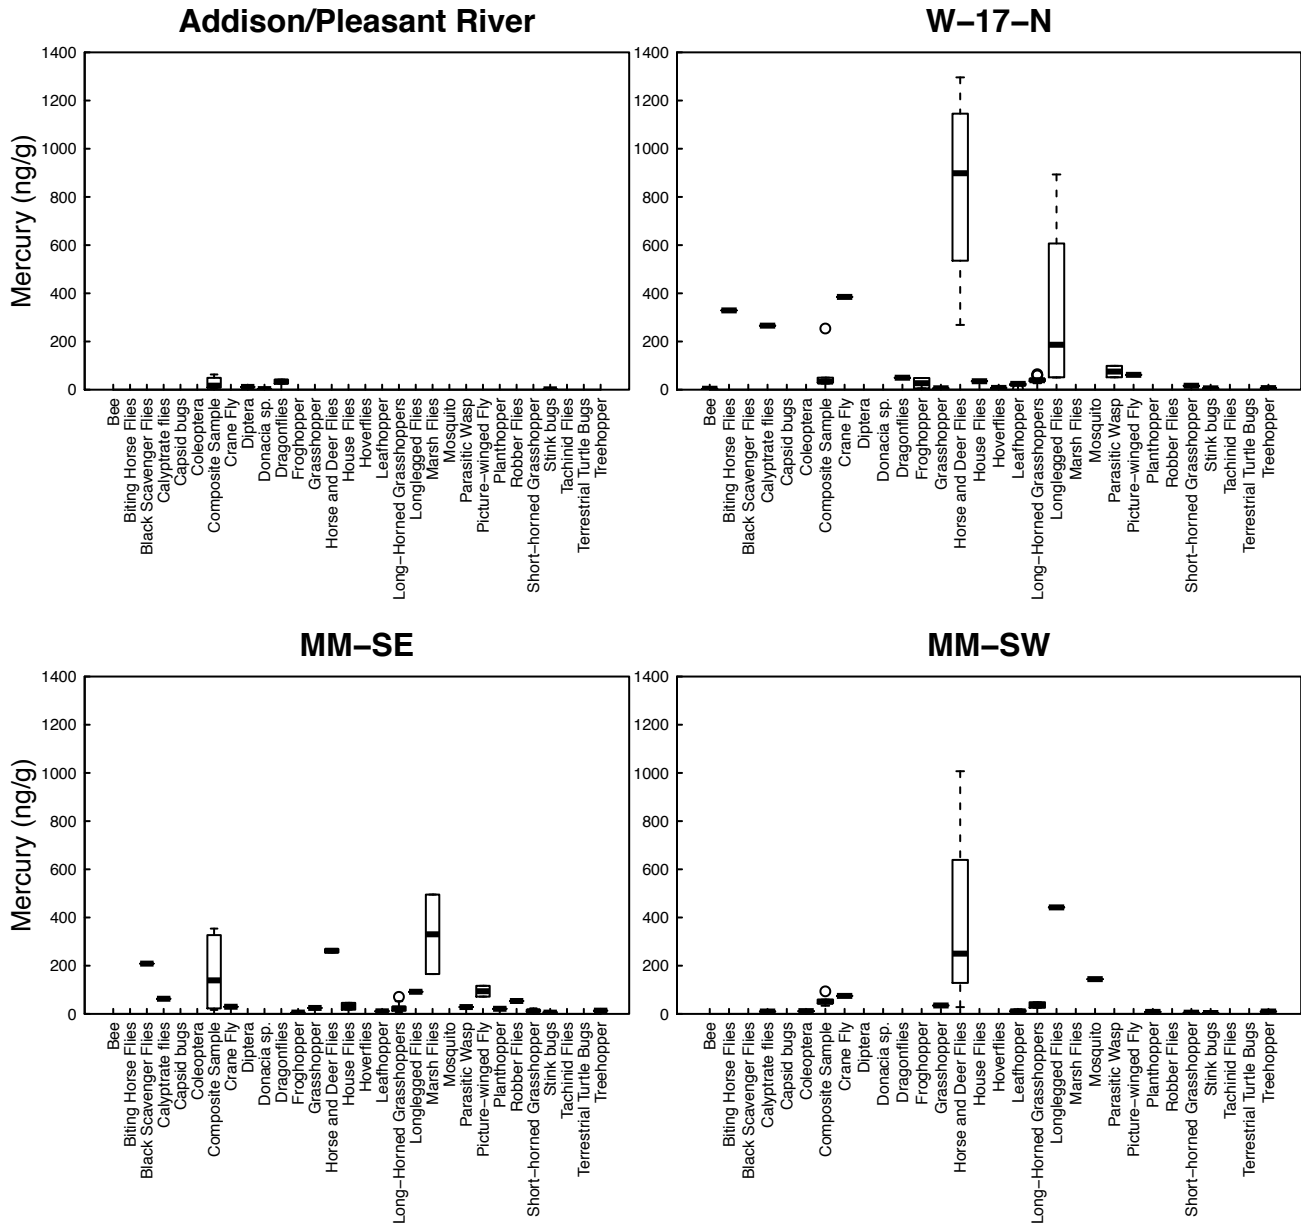 Addison/Pleasant River
W−17−N
Mercury (ng/g)
1400
1200
1000
800
600
400
200
0
Bee
Biting Horse Flies
Black Scavenger Flies
Calyptrate flies
Capsid bugs
Coleoptera
Composite Sample
Crane Fly
Diptera
Donacia sp.
Dragonflies
Froghopper
Grasshopper
Horse and Deer Flies
House Flies
Hoverflies
Leafhopper
Long−Horned Grasshoppers
Longlegged Flies
Marsh Flies
Mosquito
Parasitic Wasp
Picture−winged Fly
Planthopper
Robber Flies
Short−horned Grasshopper
Stink bugs
Tachinid Flies
Terrestrial Turtle Bugs
Treehopper
1400
1200
1000
800
600
400
200
0
Bee
Biting Horse Flies
Black Scavenger Flies
Calyptrate flies
Capsid bugs
Coleoptera
Composite Sample
Crane Fly
Diptera
Donacia sp.
Dragonflies
Froghopper
Grasshopper
Horse and Deer Flies
House Flies
Hoverflies
Leafhopper
Long−Horned Grasshoppers
Longlegged Flies
Marsh Flies
Mosquito
Parasitic Wasp
Picture−winged Fly
Planthopper
Robber Flies
Short−horned Grasshopper
Stink bugs
Tachinid Flies
Terrestrial Turtle Bugs
Treehopper
MM−SE
MM−SW
Mercury (ng/g)
1400
1200
1000
800
600
400
200
0
Bee
Biting Horse Flies
Black Scavenger Flies
Calyptrate flies
Capsid bugs
Coleoptera
Composite Sample
Crane Fly
Diptera
Donacia sp.
Dragonflies
Froghopper
Grasshopper
Horse and Deer Flies
House Flies
Hoverflies
Leafhopper
Long−Horned Grasshoppers
Longlegged Flies
Marsh Flies
Mosquito
Parasitic Wasp
Picture−winged Fly
Planthopper
Robber Flies
Short−horned Grasshopper
Stink bugs
Tachinid Flies
Terrestrial Turtle Bugs
Treehopper
1400
1200
1000
800
600
400
200
0
Bee
Biting Horse Flies
Black Scavenger Flies
Calyptrate flies
Capsid bugs
Coleoptera
Composite Sample
Crane Fly
Diptera
Donacia sp.
Dragonflies
Froghopper
Grasshopper
Horse and Deer Flies
House Flies
Hoverflies
Leafhopper
Long−Horned Grasshoppers
Longlegged Flies
Marsh Flies
Mosquito
Parasitic Wasp
Picture−winged Fly
Planthopper
Robber Flies
Short−horned Grasshopper
Stink bugs
Tachinid Flies
Terrestrial Turtle Bugs
Treehopper